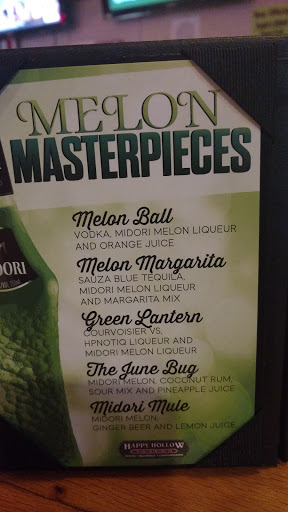 MELON
MASTERPIECES
Melon Ball
VODKA, MIDORI MELON LIQUEUR
AND ORANGE JUICE
Melon Margarita
SAUZA BLUE TEQUILA,
MIDORI MELON LIQUEUR
AND MARGARITA MIX
Green Lantern
COURVOISIER VS,
HPNOTIQ LIQUEUR AND
MIDORI MELON LIQUEUR
The June Bug
MIDORI MELON, COCONUT RUM,
SOUR MIX AND PINEAPPLE JUICE
Midori Mule
MIDORI MELON,
GINGER BEER AND LEMON JUICE
DORI
HAPPY HOLLOW